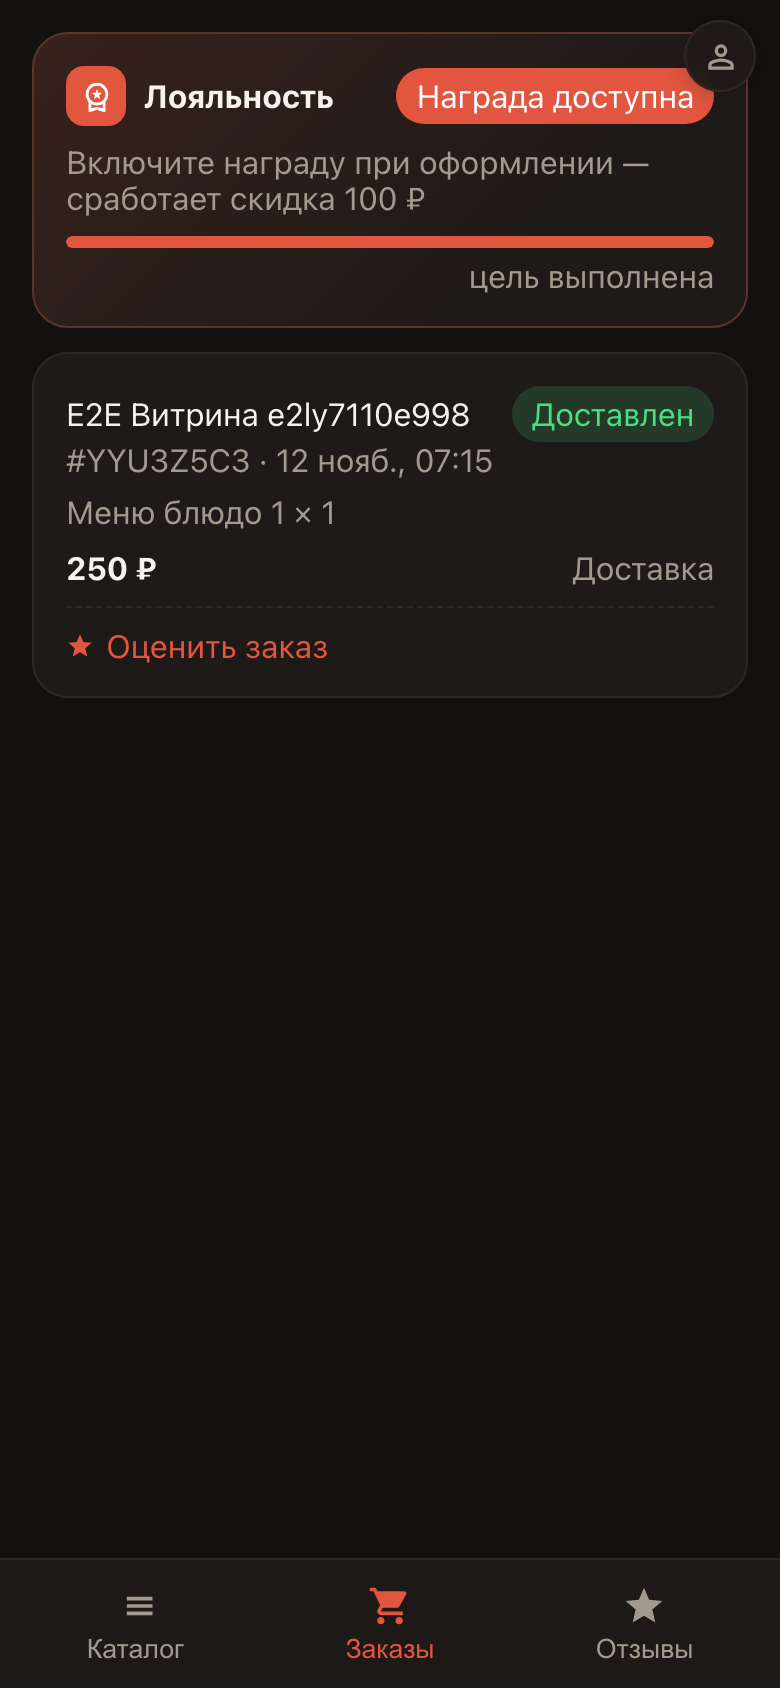 Лояльность
Награда доступна
Включите награду при оформлении —
сработает скидка 100 ₽
цель выполнена
E2E Витрина e2ly7110e998
Доставлен
#YYU3Z5C3 · 12 нояб., 07:15
Меню блюдо 1 × 1
250 ₽
Доставка
Оценить заказ
Каталог
Заказы
Отзывы